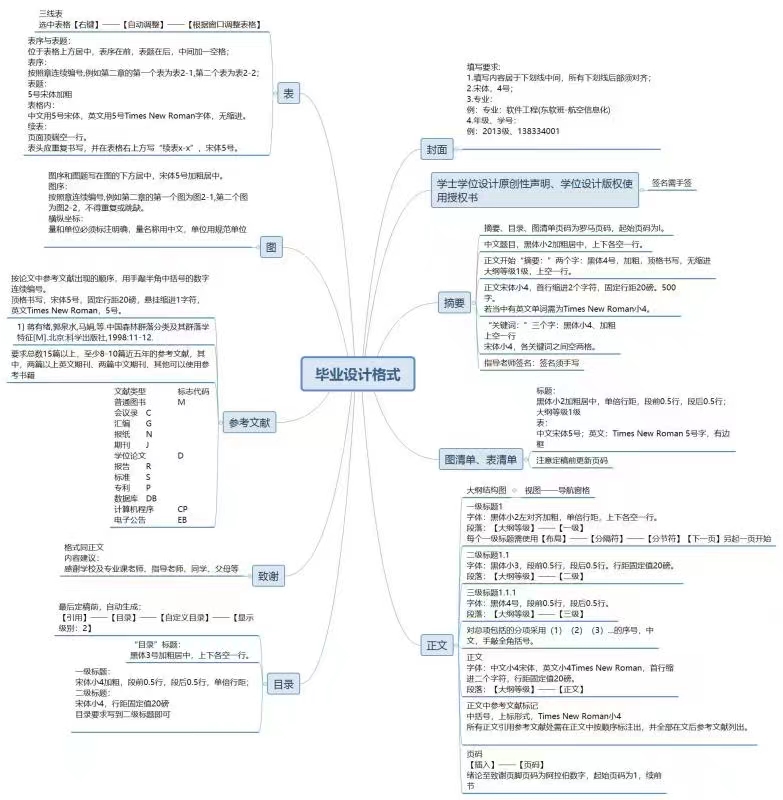 毕业设计格式
封面
填写要求:
1.填写内容居于下划线中间，所有下划线后部须对齐；
2.宋体，4号；
3.专业：
例：专业：软件工程(东软班-航空信息化)
4.年级、学号：
例：2013级、138334001
学士学位设计原创性声明、学位设计版权使
用授权书
签名需手签
摘要
摘要、目录、图清单页码为罗马页码，起始页码为I。
中文题目，黑体小2加粗居中，上下各空一行。
正文开始“摘要：”两个字：黑体4号，加粗，顶格书写，无缩进
大纲等级1级，上空一行。
正文宋体小4，首行缩进2个字符，固定行距20磅。500
字。
若当中有英文单词需为Times New Roman小4。
“关键词：”三个字：黑体小4、加粗
上空一行
宋体小4，各关键词之间空两格。
指导老师签名：签名须手写
图清单、表清单
标题：
黑体小2加粗居中，单倍行距，段前0.5行，段后0.5行；
大纲等级1级
表：
中文宋体5号；英文：Times New Roman 5号字，有边
框
注意定稿前更新页码
正文
大纲结构图
视图——导航窗格
一级标题1
字体：黑体小2左对齐加粗，单倍行距，上下各空一行。
段落：【大纲等级】——【一级】
每个一级标题需使用【布局】——【分隔符】——【分节符】【下一页】另起一页开始
二级标题1.1
字体：黑体小3，段前0.5行，段后0.5行。行距固定值20磅。
段落：【大纲等级】——【二级】
三级标题1.1.1
字体：黑体4号，段前0.5行，段后0.5行。
段落：【大纲等级】——【三级】
对总项包括的分项采用（1）（2）（3）...的序号，中
文，手敲全角括号。
正文
字体：中文小4宋体，英文小4Times New Roman，首行缩
进二个字符，行距固定值20磅。
段落：【大纲等级】——【正文】
正文中参考文献标记
中括号，上标形式，Times New Roman小4
所有正文引用参考文献处需在正文中按顺序标注出，并全部在文后参考文献列出。
页码
【插入】——【页码】
绪论至致谢页脚页码为阿拉伯数字，起始页码为1，续前
节
表
三线表
选中表格【右键】——【自动调整】——【根据窗口调整表格】
表序与表题：
位于表格上方居中，表序在前，表题在后，中间加一空格；
表序：
按照章连续编号,例如第二章的第一个表为表2-1,第二个表为表2-2；
表题：
5号宋体加粗
表格内：
中文用5号宋体，英文用5号Times New Roman字体，无缩进。
续表：
页面顶端空一行。
表头应重复书写，并在表格右上方写“续表x-x”，宋体5号。
图
图序和图题写在图的下方居中，宋体5号加粗居中。
图序：
按照章连续编号,例如第二章的第一个图为图2-1,第二个图
为图2-2，不得重复或跳缺。
横纵坐标：
量和单位必须标注明确，量名称用中文，单位用规范单位
参考文献
按论文中参考文献出现的顺序，用手敲半角中括号的数字
连续编号。
顶格书写，宋体5号，固定行距20磅，悬挂缩进1字符，
英文Times New Roman，5号。
1) 蒋有绪,郭泉水,马娟,等.中国森林群落分类及其群落学
特征[M].北京:科学出版社,1998:11-12.
要求总数15篇以上，至少8-10篇近五年的参考文献，其
中，两篇以上英文期刊、两篇中文期刊，其他可以使用参
考书籍
文献类型 标志代码
普通图书 M
会议录 C
汇编 G
报纸 N
期刊 J
学位论文 D
报告 R
标准 S
专利 P
数据库 DB
计算机程序 CP
电子公告 EB
致谢
格式同正文
内容建议：
感谢学校及专业课老师、指导老师、同学、父母等
目录
最后定稿前，自动生成：
【引用】——【目录】——【自定义目录】——【显示
级别：2】
“目录”标题：
黑体3号加粗居中，上下各空一行。
一级标题：
宋体小4加粗，段前0.5行，段后0.5行，单倍行距；
二级标题：
宋体小4，行距固定值20磅
目录要求写到二级标题即可